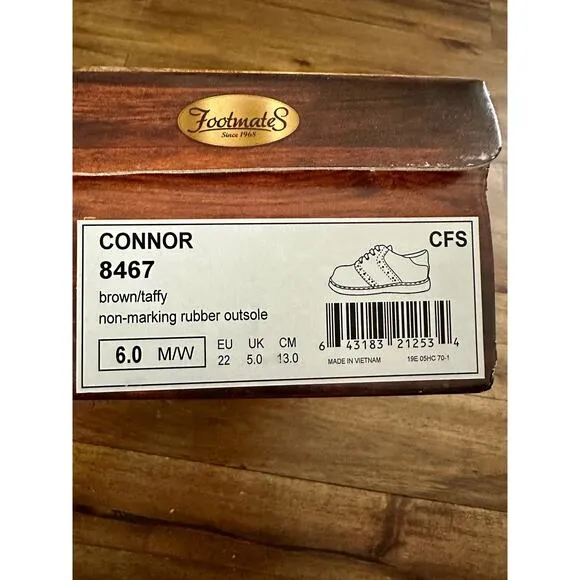 FootmateS
Since 1968
CONNOR
CFS
8467
brown/taffy
non-marking rubber outsole
6.0 M/W
EU UK CM
22 5.0 13.0
6 43183 21253 4
MADE IN VIETNAM 19E 05HC 70-1